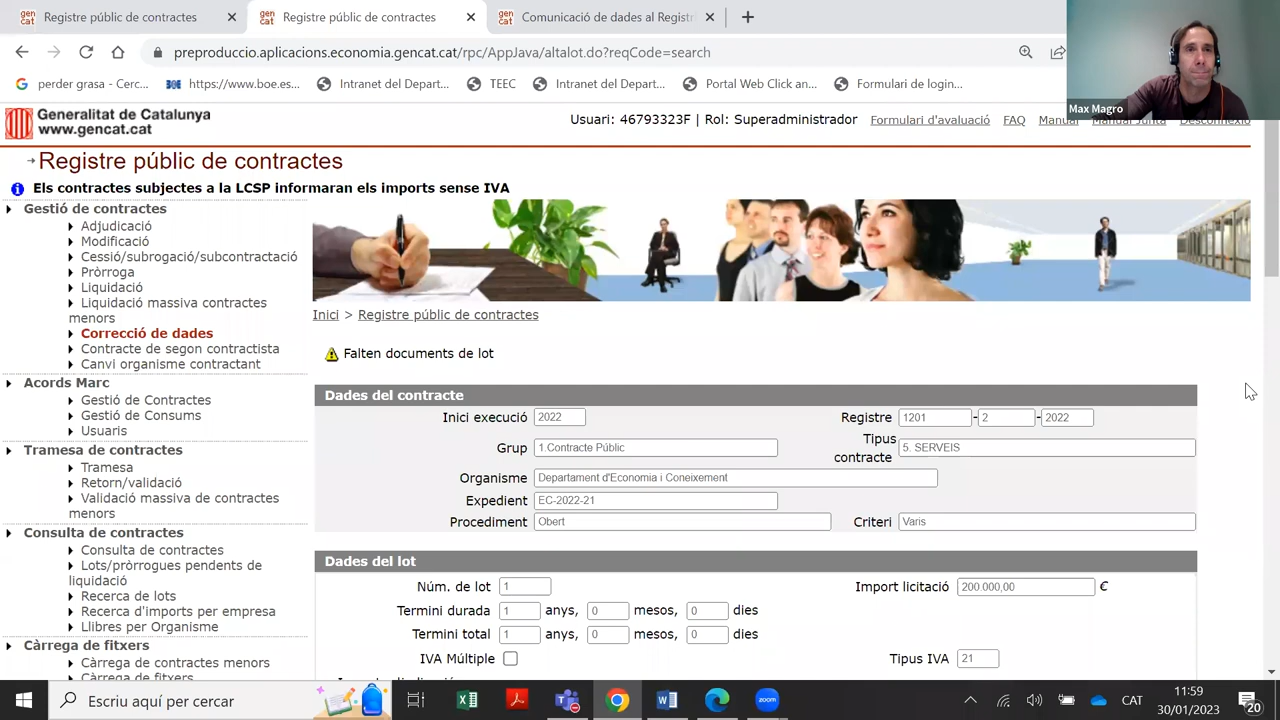 Registre públic de contractes
Registre públic de contractes
Comunicació de dades al Registr
preproduccio.aplicacions.economia.gencat.cat/rpc/AppJava/altalot.do?reqCode=search
perder grasa - Cerc...
https://www.boe.es...
Intranet del Depart...
TEEC
Intranet del Depart...
Portal Web Click an...
Formulari de login...
Max Magro
Generalitat de Catalunya
www.gencat.cat
Usuari: 46793323F | Rol: Superadministrador
Formulari d'avaluació
FAQ
Manual
Manual Junta
Desconnexió
Registre públic de contractes
Els contractes subjectes a la LCSP informaran els imports sense IVA
Gestió de contractes
Adjudicació
Modificació
Cessió/subrogació/subcontractació
Pròrroga
Liquidació
Liquidació massiva contractes
menors
Correcció de dades
Contracte de segon contractista
Canvi organisme contractant
Acords Marc
Gestió de Contractes
Gestió de Consums
Usuaris
Tramesa de contractes
Tramesa
Retorn/validació
Validació massiva de contractes
menors
Consulta de contractes
Consulta de contractes
Lots/pròrrogues pendents de
liquidació
Recerca de lots
Recerca d'imports per empresa
Llibres per Organisme
Càrrega de fitxers
Càrrega de contractes menors
Càrrega de fitxers
Inici > Registre públic de contractes
Falten documents de lot
Dades del contracte
Inici execució 2022
Registre 1201 - 2 - 2022
Grup 1.Contracte Públic
Tipus
contracte 5. SERVEIS
Organisme Departament d'Economia i Coneixement
Expedient EC-2022-21
Procediment Obert
Criteri Varis
Dades del lot
Núm. de lot 1
Import licitació 200 000,00 €
Termini durada 1 anys, 0 mesos, 0 dies
Termini total 1 anys, 0 mesos, 0 dies
IVA Múltiple
Tipus IVA 21
Escriu aquí per cercar
CAT
11:59
30/01/2023
20